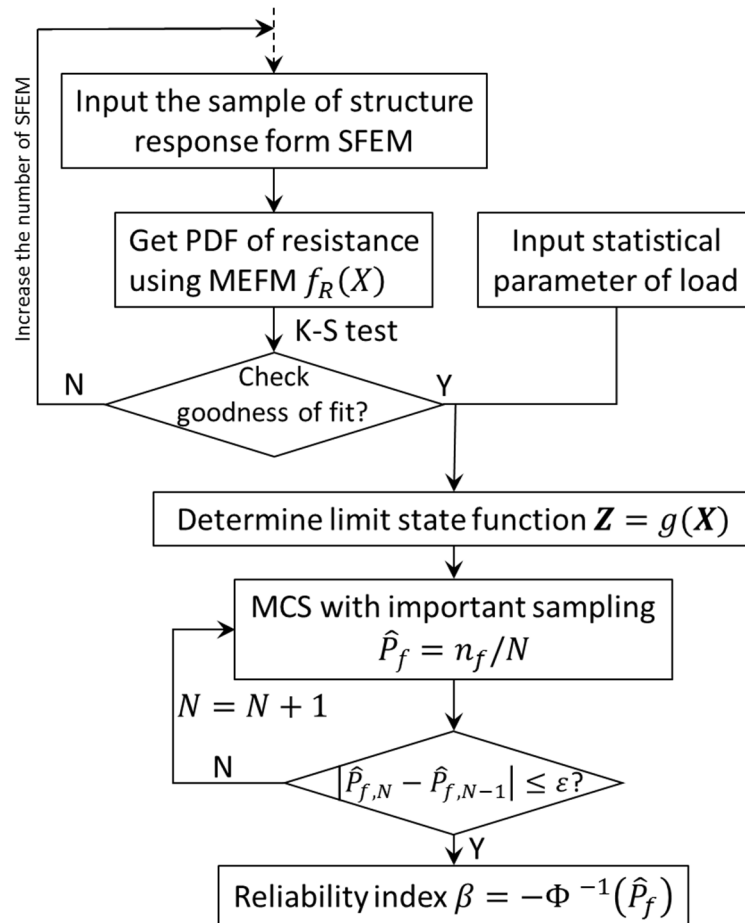 Increase the number of SFEM
Input the sample of structure
response form SFEM
Get PDF of resistance
using MEFM f_R(X)
Input statistical
parameter of load
K-S test
N
Check
goodness of fit?
Y
Determine limit state function Z = g(X)
MCS with important sampling
P̂_f = n_f/N
N = N + 1
N
|P̂_{f,N} − P̂_{f,N−1}| ≤ ε?
Y
Reliability index β = −Φ⁻¹(P̂_f)